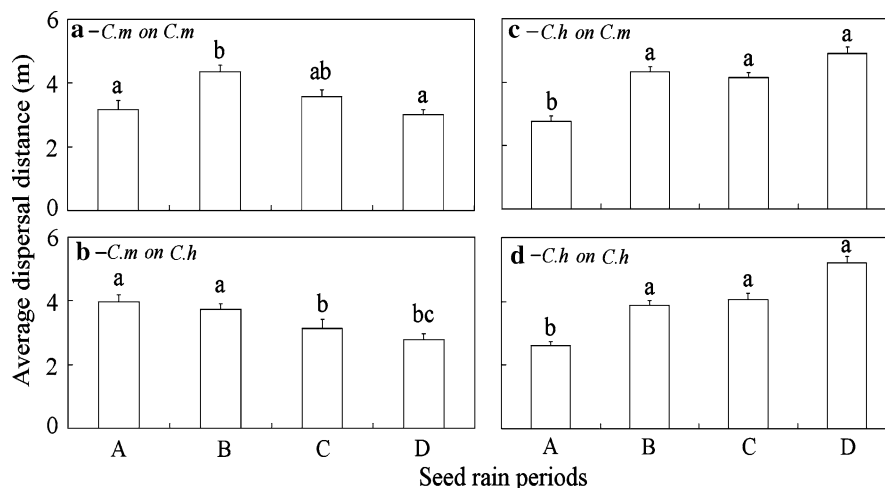 Average dispersal distance (m)
6
4
2
0
a –C.m on C.m
a
b
ab
a
c –C.h on C.m
b
a
a
a
6
4
2
0
b –C.m on C.h
a
a
b
bc
A
B
C
D
d –C.h on C.h
b
a
a
a
A
B
C
D
Seed rain periods